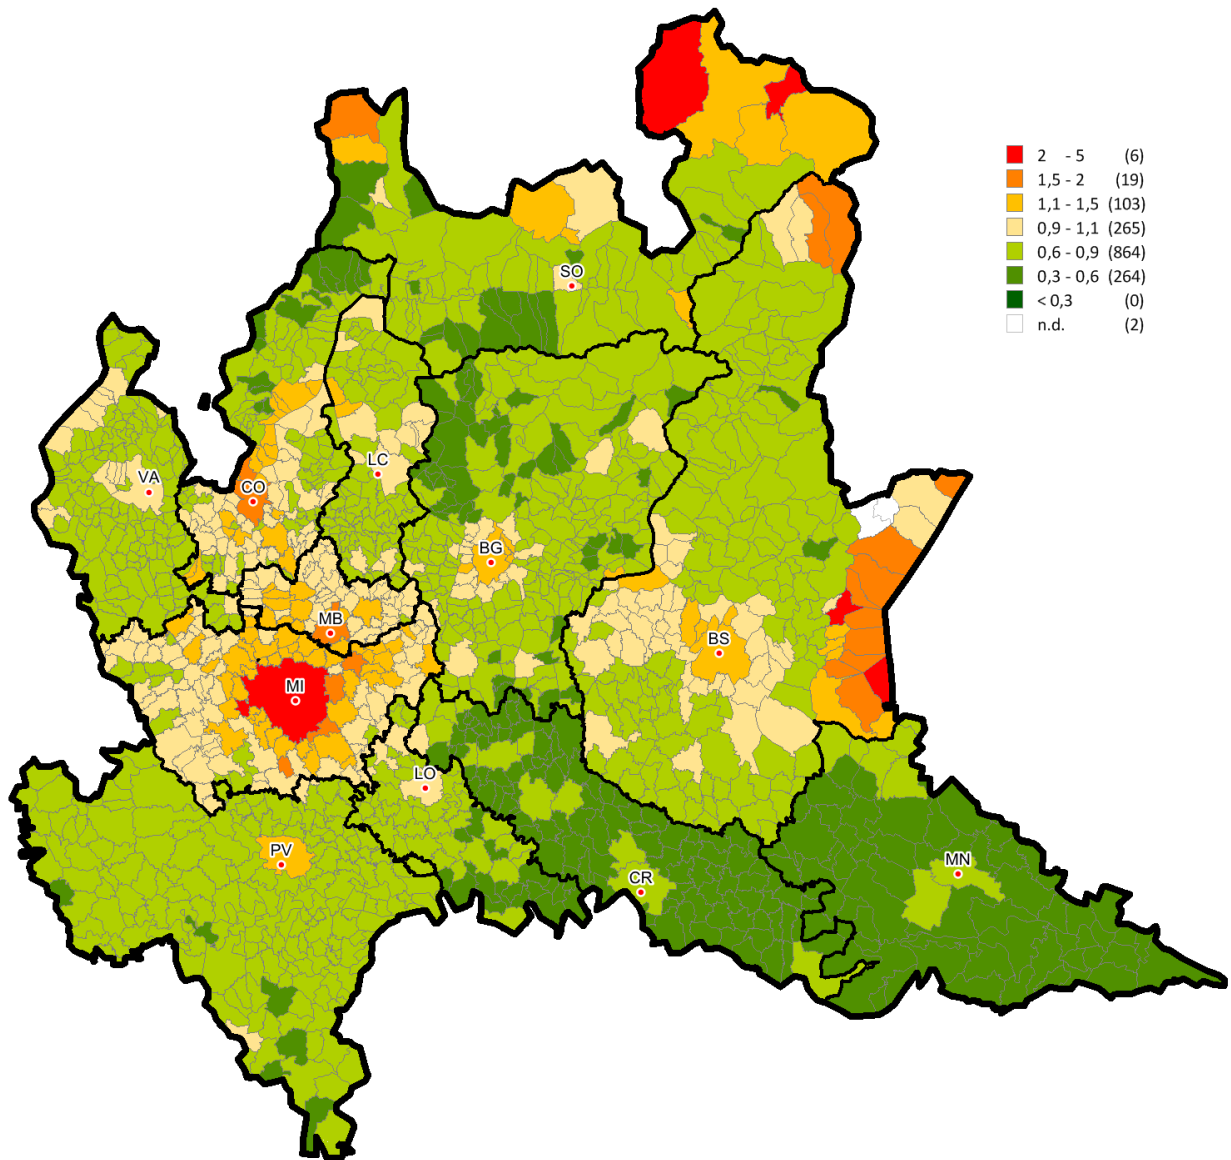 2 - 5 (6)
1,5 - 2 (19)
1,1 - 1,5 (103)
0,9 - 1,1 (265)
0,6 - 0,9 (864)
0,3 - 0,6 (264)
< 0,3 (0)
n.d. (2)
SO
LC
VA
CO
BG
MB
BS
MI
LO
PV
CR
MN